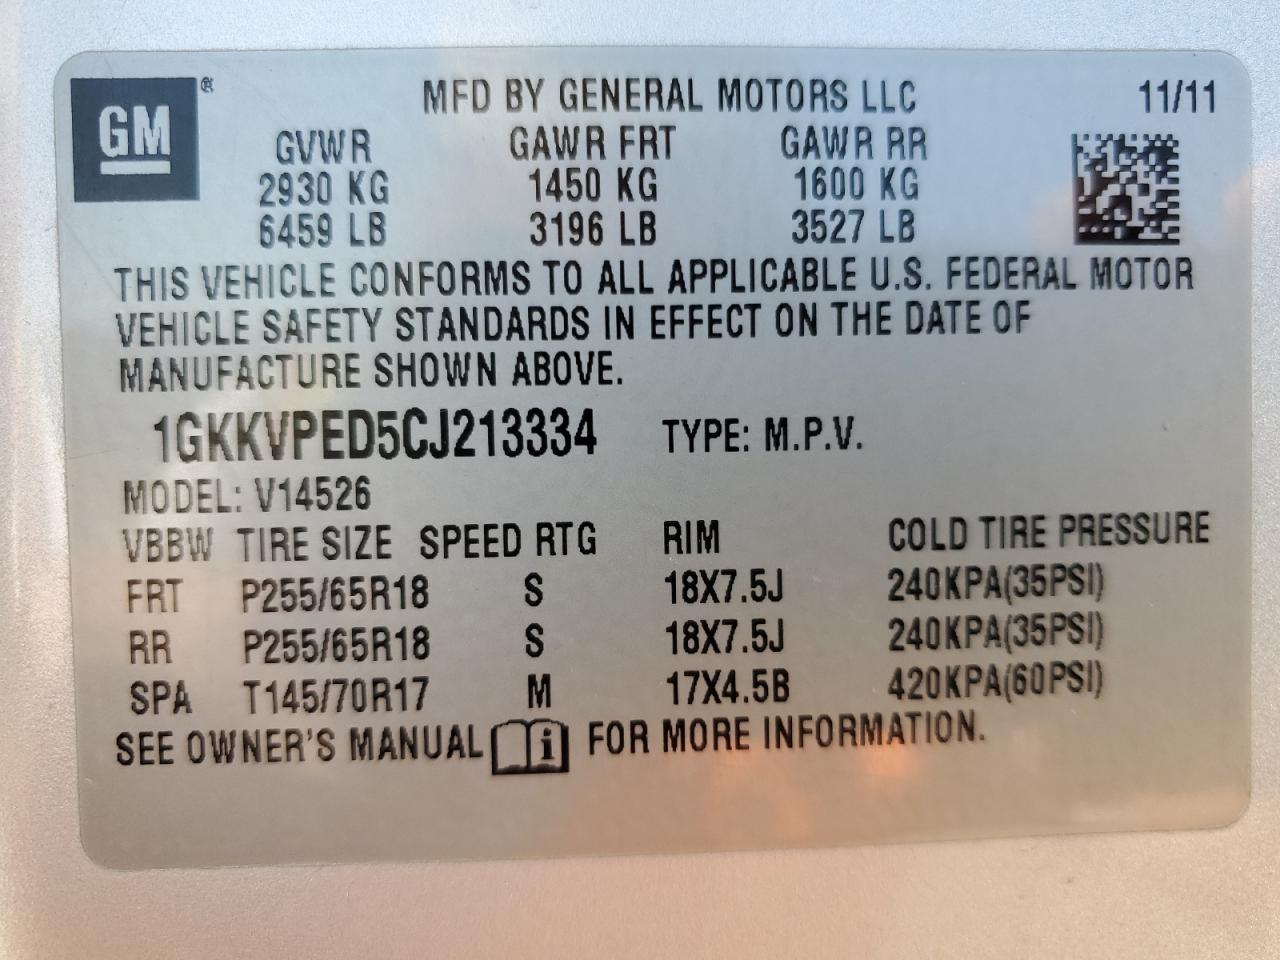 GM ® MFD BY GENERAL MOTORS LLC 11/11
GVWR GAWR FRT GAWR RR
2930 KG 1450 KG 1600 KG
6459 LB 3196 LB 3527 LB
THIS VEHICLE CONFORMS TO ALL APPLICABLE U.S. FEDERAL MOTOR
VEHICLE SAFETY STANDARDS IN EFFECT ON THE DATE OF
MANUFACTURE SHOWN ABOVE.
1GKKVPED5CJ213334 TYPE: M.P.V.
MODEL: V14526
VBBW TIRE SIZE SPEED RTG RIM COLD TIRE PRESSURE
FRT P255/65R18 S 18X7.5J 240KPA(35PSI)
RR P255/65R18 S 18X7.5J 240KPA(35PSI)
SPA T145/70R17 M 17X4.5B 420KPA(60PSI)
SEE OWNER'S MANUAL i FOR MORE INFORMATION.